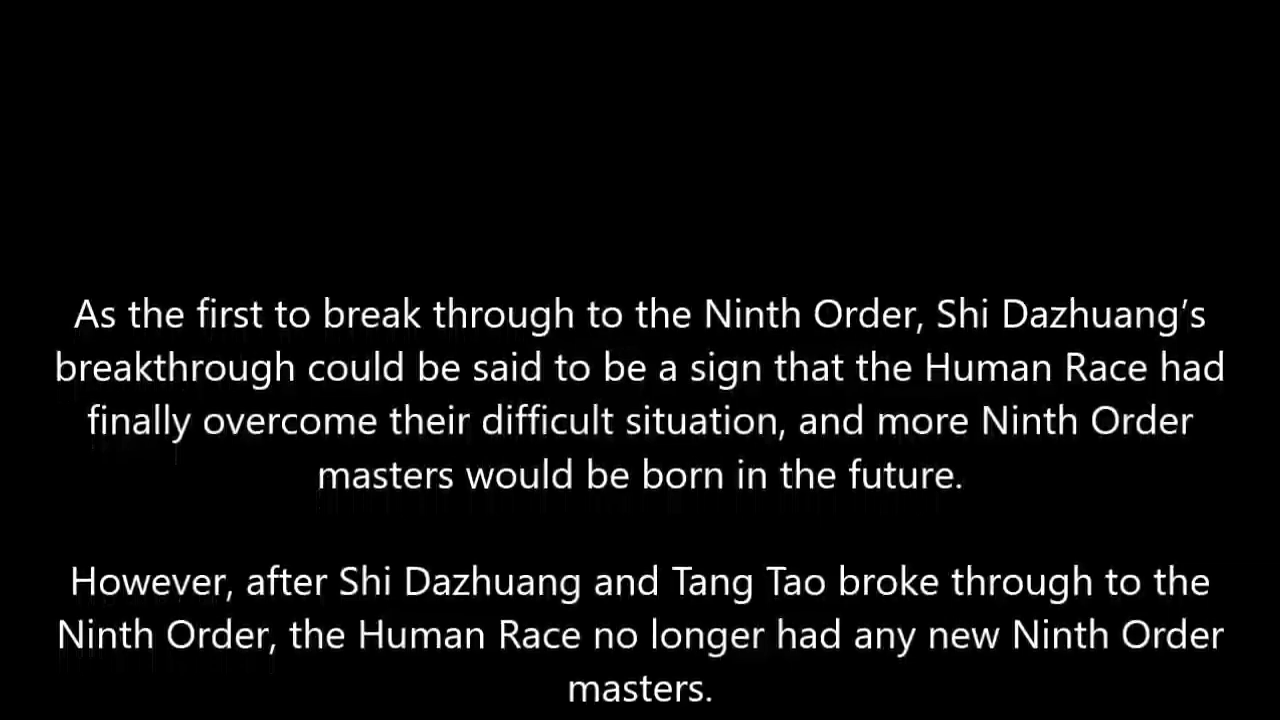 As the first to break through to the Ninth Order, Shi Dazhuang’s
breakthrough could be said to be a sign that the Human Race had
finally overcome their difficult situation, and more Ninth Order
masters would be born in the future.
However, after Shi Dazhuang and Tang Tao broke through to the
Ninth Order, the Human Race no longer had any new Ninth Order
masters.